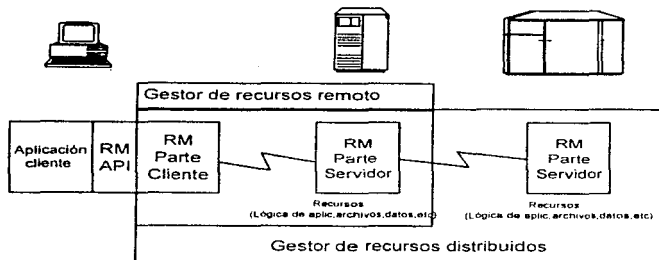 Gestor de recursos remoto
Aplicación
cliente
RM
API
RM
Parte
Cliente
RM
Parte
Servidor
RM
Parte
Servidor
Recursos
(Lógica de aplic,archivos,datos,etc)
Recursos
(Lógica de aplic,archivos,datos,etc)
Gestor de recursos distribuidos